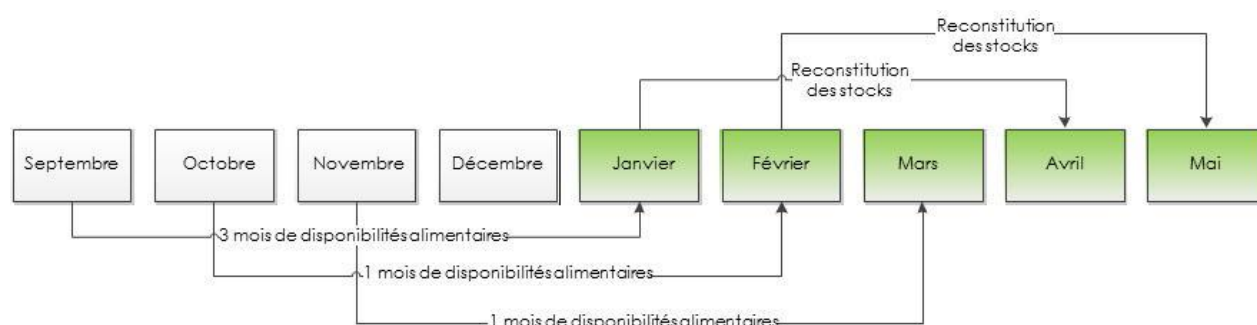 Reconstitution
des stocks
Reconstitution
des stocks
Septembre
Octobre
Novembre
Décembre
Janvier
Février
Mars
Avril
Mai
3 mois de disponibilités alimentaires
1 mois de disponibilités alimentaires
1 mois de disponibilités alimentaires